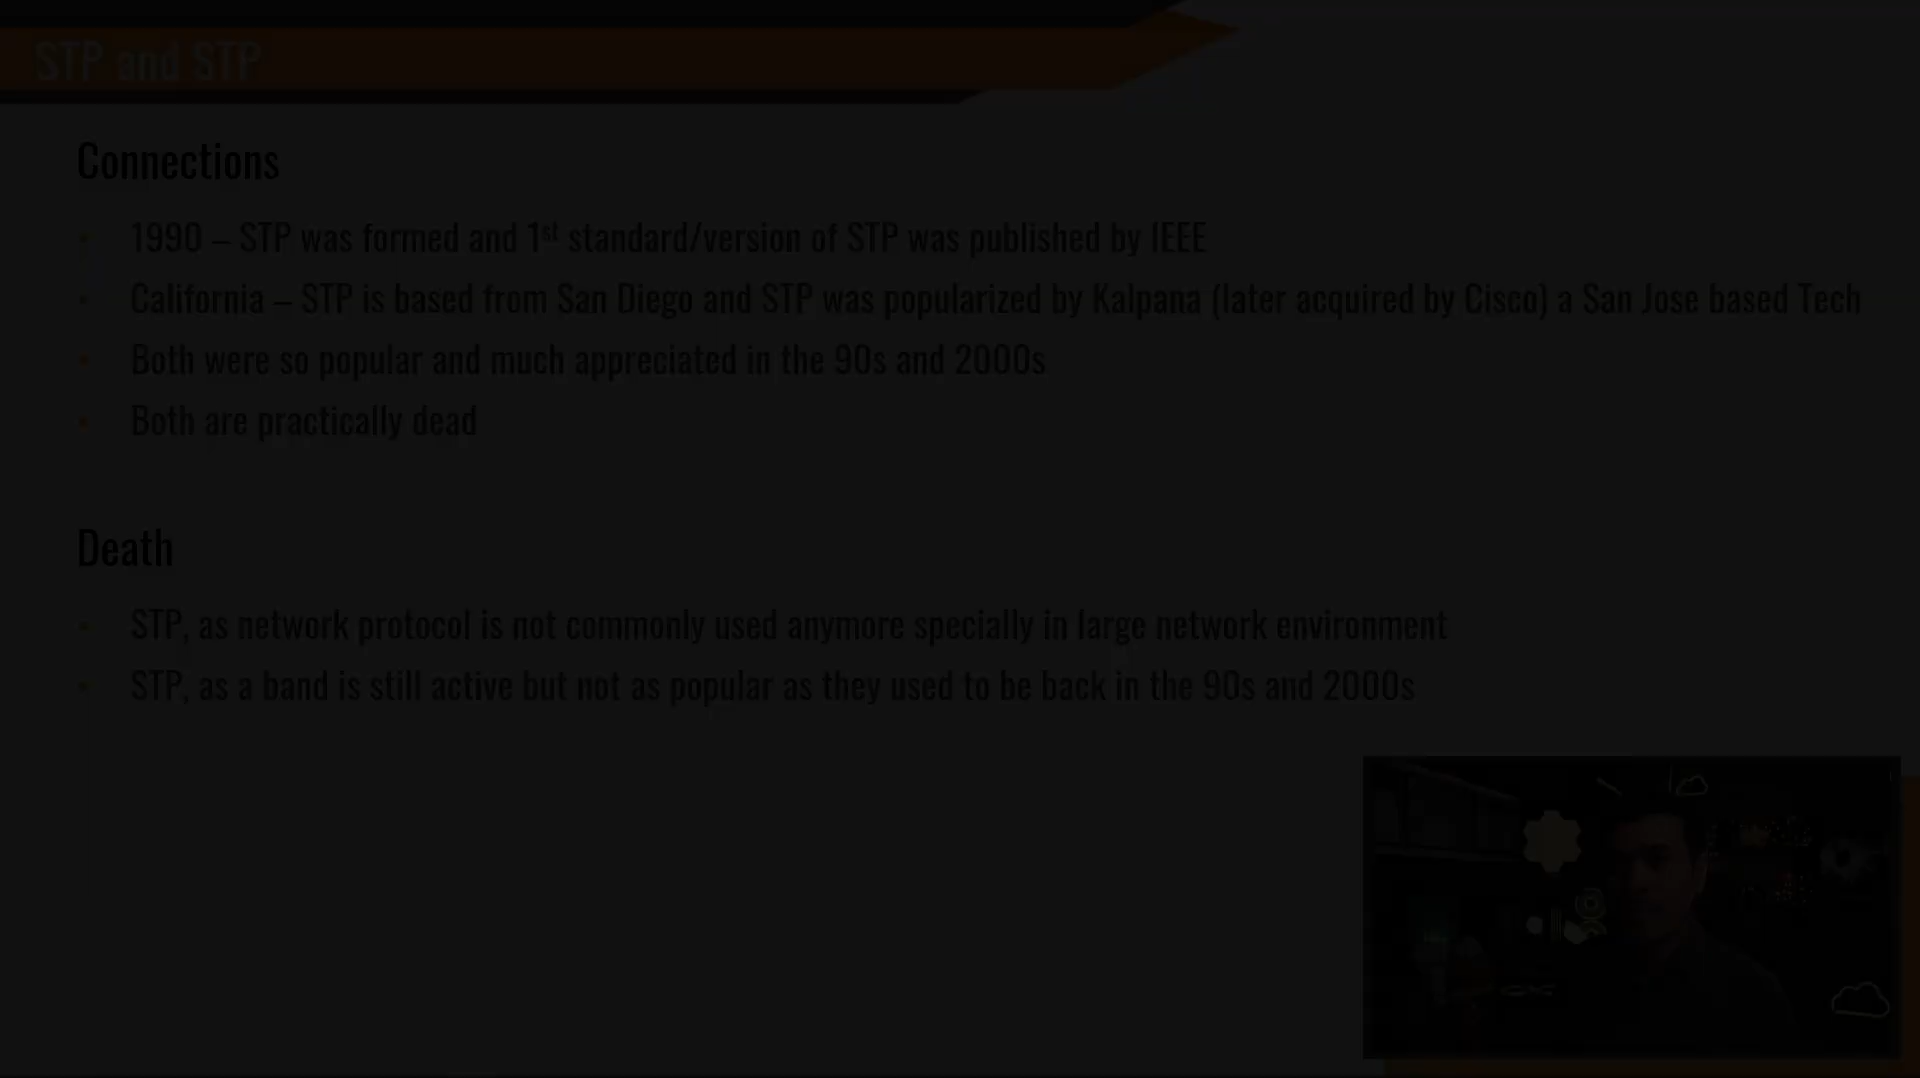 STP and STP
Connections
1990 – STP was formed and 1st standard/version of STP was published by IEEE
California – STP is based from San Diego and STP was popularized by Kalpana (later acquired by Cisco) a San Jose based Tech
Both were so popular and much appreciated in the 90s and 2000s
Both are practically dead
Death
STP, as network protocol is not commonly used anymore specially in large network environment
STP, as a band is still active but not as popular as they used to be back in the 90s and 2000s